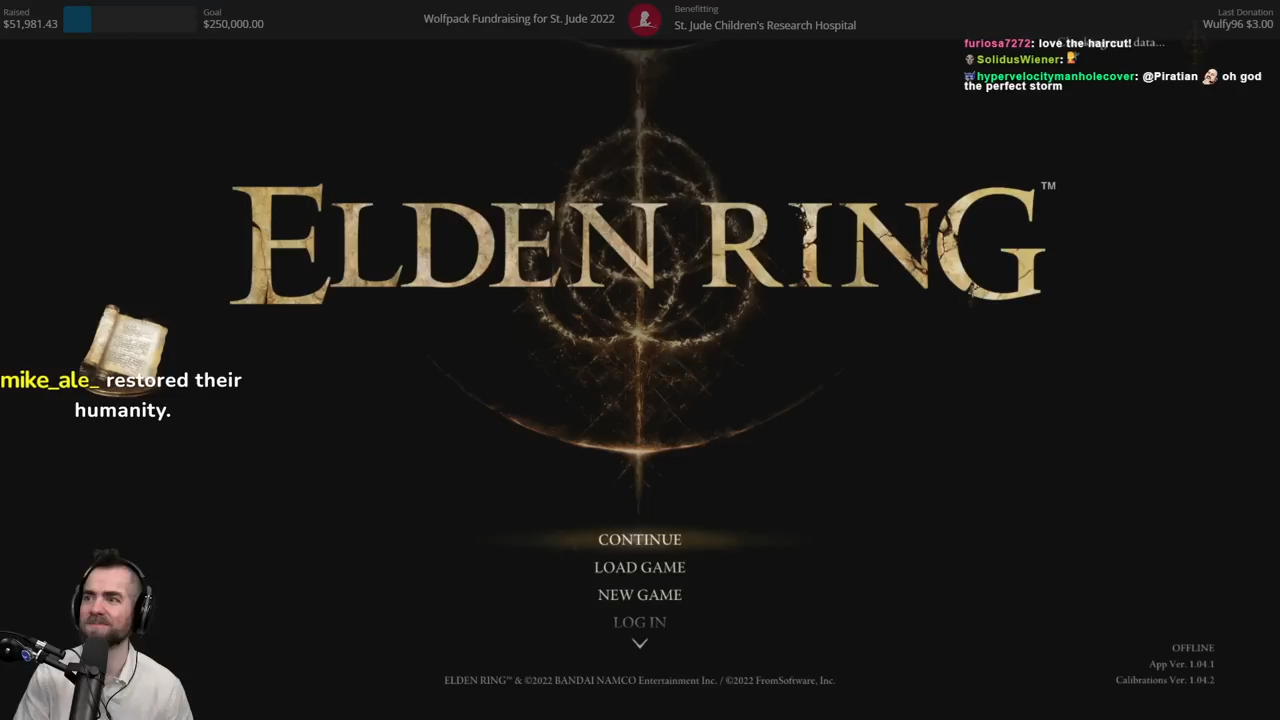 Raised
$51,981.43
Goal
$250,000.00
Wolfpack Fundraising for St. Jude 2022
Benefitting
St. Jude Children's Research Hospital
Last Donation
Wulfy96 $3.00
furiosa7272: love the haircut!
data...
SolidusWiener:
hypervelocitymanholecover: @Piratian oh god
the perfect storm
ELDEN RING™
mike_ale_ restored their
humanity.
CONTINUE
LOAD GAME
NEW GAME
LOG IN
OFFLINE
App Ver. 1.04.1
Calibrations Ver. 1.04.2
ELDEN RING™ & ©2022 BANDAI NAMCO Entertainment Inc. / ©2022 FromSoftware, Inc.